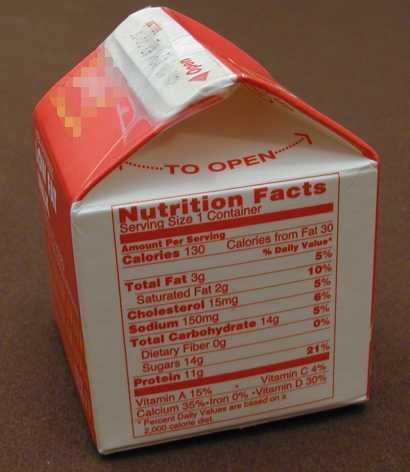 Open
TO OPEN
Nutrition Facts
Serving Size 1 Container
Amount Per Serving
Calories 130 Calories from Fat 30
% Daily Value*
Total Fat 3g 5%
Saturated Fat 2g 10%
Cholesterol 15mg 5%
Sodium 150mg 6%
Total Carbohydrate 14g 5%
Dietary Fiber 0g 0%
Sugars 14g
Protein 11g 21%
Vitamin A 15% • Vitamin C 4%
Calcium 35%•Iron 0%•Vitamin D 30%
*Percent Daily Values are based on a
2,000 calorie diet.